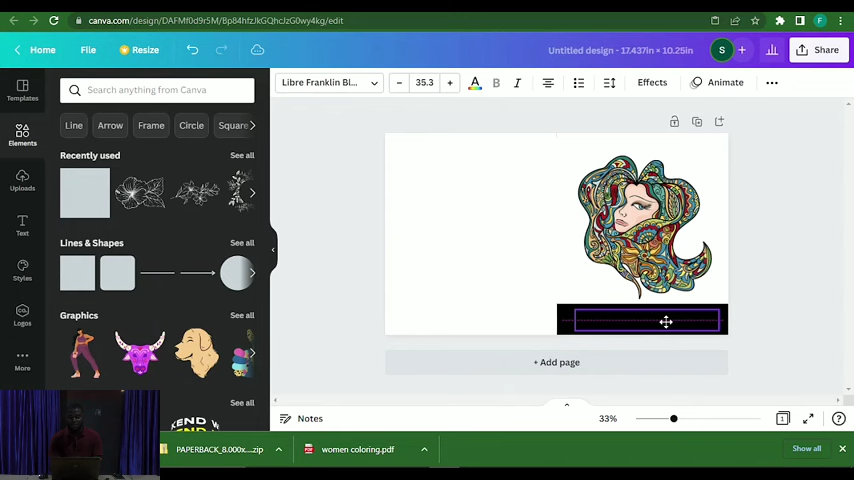 canva.com/design/DAFMf0d9r5M/Bp84hfzJkGQhcJzG0wy4kg/edit
F
Home
File
Resize
Untitled design - 17.437in × 10.25in
S
+
Share
Templates
Elements
Uploads
Text
Styles
Logos
More
Search anything from Canva
Line
Arrow
Frame
Circle
Square
Recently used
See all
Lines & Shapes
See all
Graphics
See all
See all
Libre Franklin Bl...
– 35.3 +
A
B
I
Effects
Animate
+ Add page
Notes
33%
1
?
PAPERBACK_8.000x....zip
women coloring.pdf
Show all